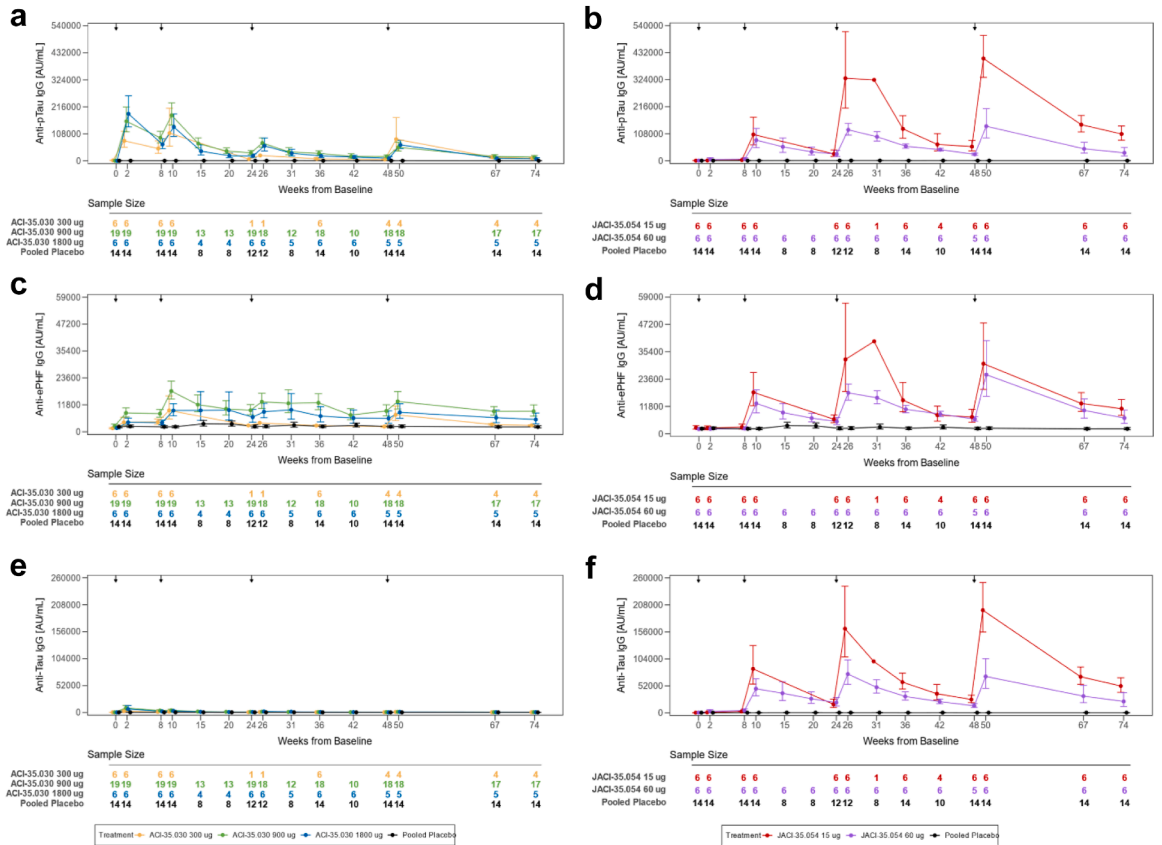 a
540000
432000
324000
216000
108000
0
Anti-pTau IgG [AU/mL]
0 2 8 10 15 20 24 26 31 36 42 48 50 67 74
Weeks from Baseline
Sample Size
ACI-35.030 300 ug 6 6 6 6 1 1 6 4 4 4 4
ACI-35.030 900 ug 19 19 19 19 13 13 19 18 12 18 10 18 18 17 17
ACI-35.030 1800 ug 6 6 6 6 4 4 6 6 5 6 6 5 5 5 5
Pooled Placebo 14 14 14 14 8 8 12 12 8 14 10 14 14 14 14
b
540000
432000
324000
216000
108000
0
Anti-pTau IgG [AU/mL]
0 2 8 10 15 20 24 26 31 36 42 48 50 67 74
Weeks from Baseline
Sample Size
JACI-35.054 15 ug 6 6 6 6 6 6 1 6 4 6 6 6 6
JACI-35.054 60 ug 6 6 6 6 6 6 6 6 6 6 6 5 6 6 6
Pooled Placebo 14 14 14 14 8 8 12 12 8 14 10 14 14 14 14
c
59000
47200
35400
23600
11800
0
Anti-ePHF IgG [AU/mL]
0 2 8 10 15 20 24 26 31 36 42 48 50 67 74
Weeks from Baseline
Sample Size
ACI-35.030 300 ug 6 6 6 6 1 1 6 4 4 4 4
ACI-35.030 900 ug 19 19 19 19 13 13 19 18 12 18 10 18 18 17 17
ACI-35.030 1800 ug 6 6 6 6 4 4 6 6 5 6 6 5 5 5 5
Pooled Placebo 14 14 14 14 8 8 12 12 8 14 10 14 14 14 14
d
59000
47200
35400
23600
11800
0
Anti-ePHF IgG [AU/mL]
0 2 8 10 15 20 24 26 31 36 42 48 50 67 74
Weeks from Baseline
Sample Size
JACI-35.054 15 ug 6 6 6 6 6 6 1 6 4 6 6 6 6
JACI-35.054 60 ug 6 6 6 6 6 6 6 6 6 6 6 5 6 6 6
Pooled Placebo 14 14 14 14 8 8 12 12 8 14 10 14 14 14 14
e
260000
208000
156000
104000
52000
0
Anti-Tau IgG [AU/mL]
0 2 8 10 15 20 24 26 31 36 42 48 50 67 74
Weeks from Baseline
Sample Size
ACI-35.030 300 ug 6 6 6 6 1 1 6 4 4 4 4
ACI-35.030 900 ug 19 19 19 19 13 13 19 18 12 18 10 18 18 17 17
ACI-35.030 1800 ug 6 6 6 6 4 4 6 6 5 6 6 5 5 5 5
Pooled Placebo 14 14 14 14 8 8 12 12 8 14 10 14 14 14 14
Treatment ACI-35.030 300 ug ACI-35.030 900 ug ACI-35.030 1800 ug Pooled Placebo
f
260000
208000
156000
104000
52000
0
Anti-Tau IgG [AU/mL]
0 2 8 10 15 20 24 26 31 36 42 48 50 67 74
Weeks from Baseline
Sample Size
JACI-35.054 15 ug 6 6 6 6 6 6 1 6 4 6 6 6 6
JACI-35.054 60 ug 6 6 6 6 6 6 6 6 6 6 6 5 6 6 6
Pooled Placebo 14 14 14 14 8 8 12 12 8 14 10 14 14 14 14
Treatment JACI-35.054 15 ug JACI-35.054 60 ug Pooled Placebo